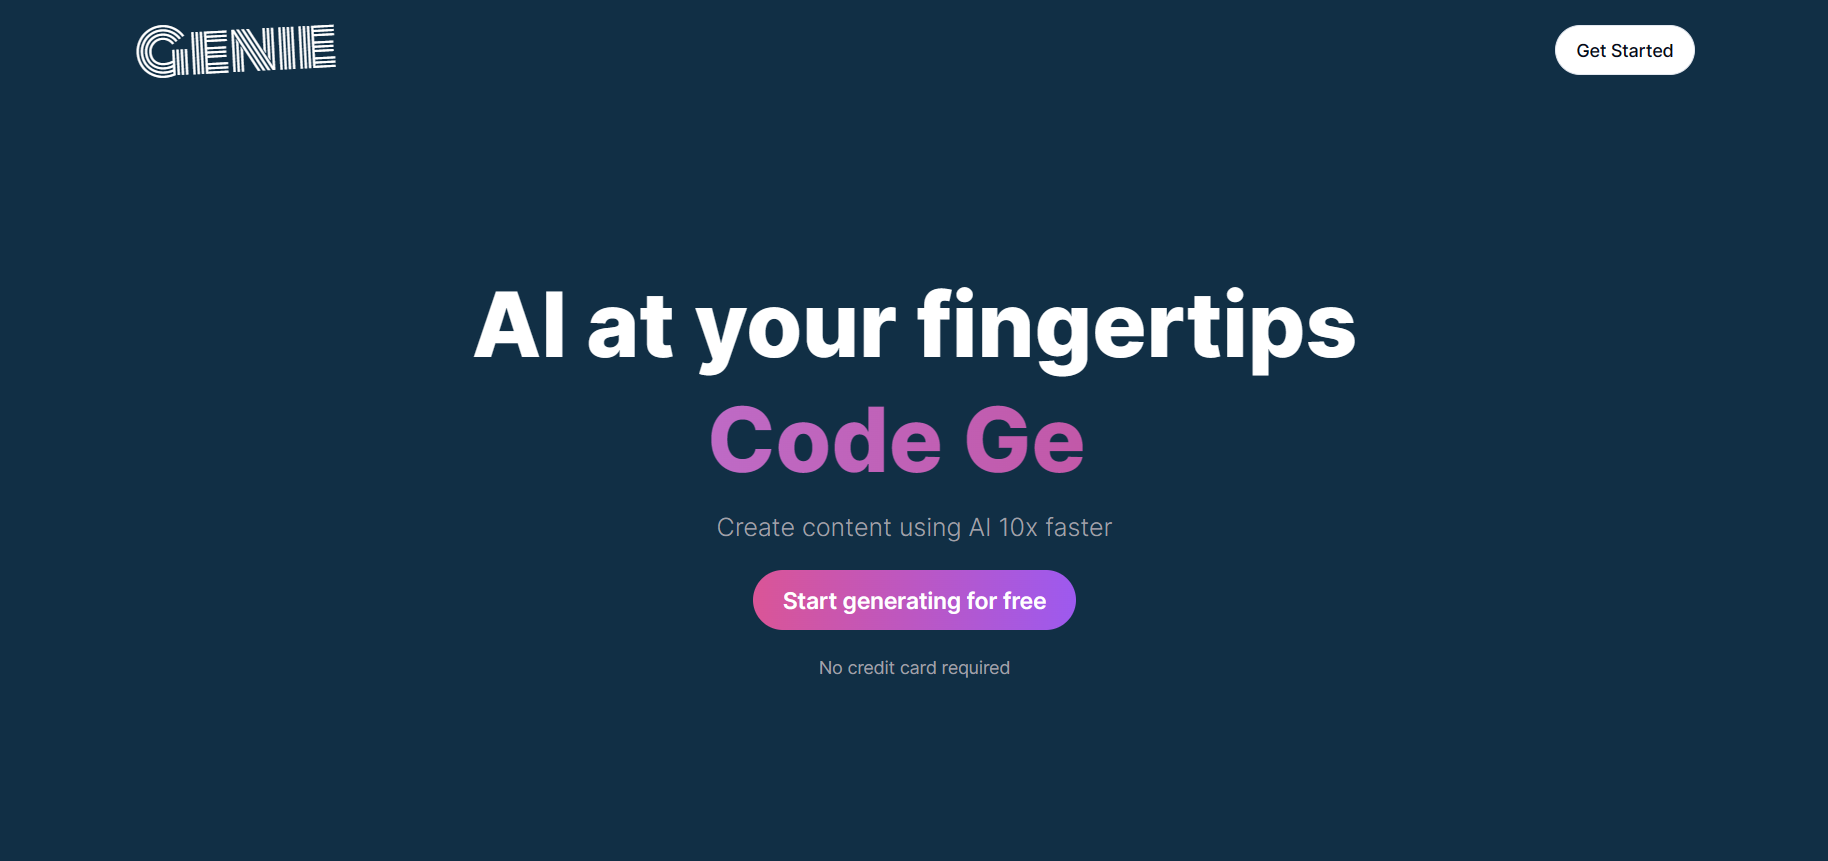 GENIE
Get Started
AI at your fingertips
Code Ge
Create content using AI 10x faster
Start generating for free
No credit card required